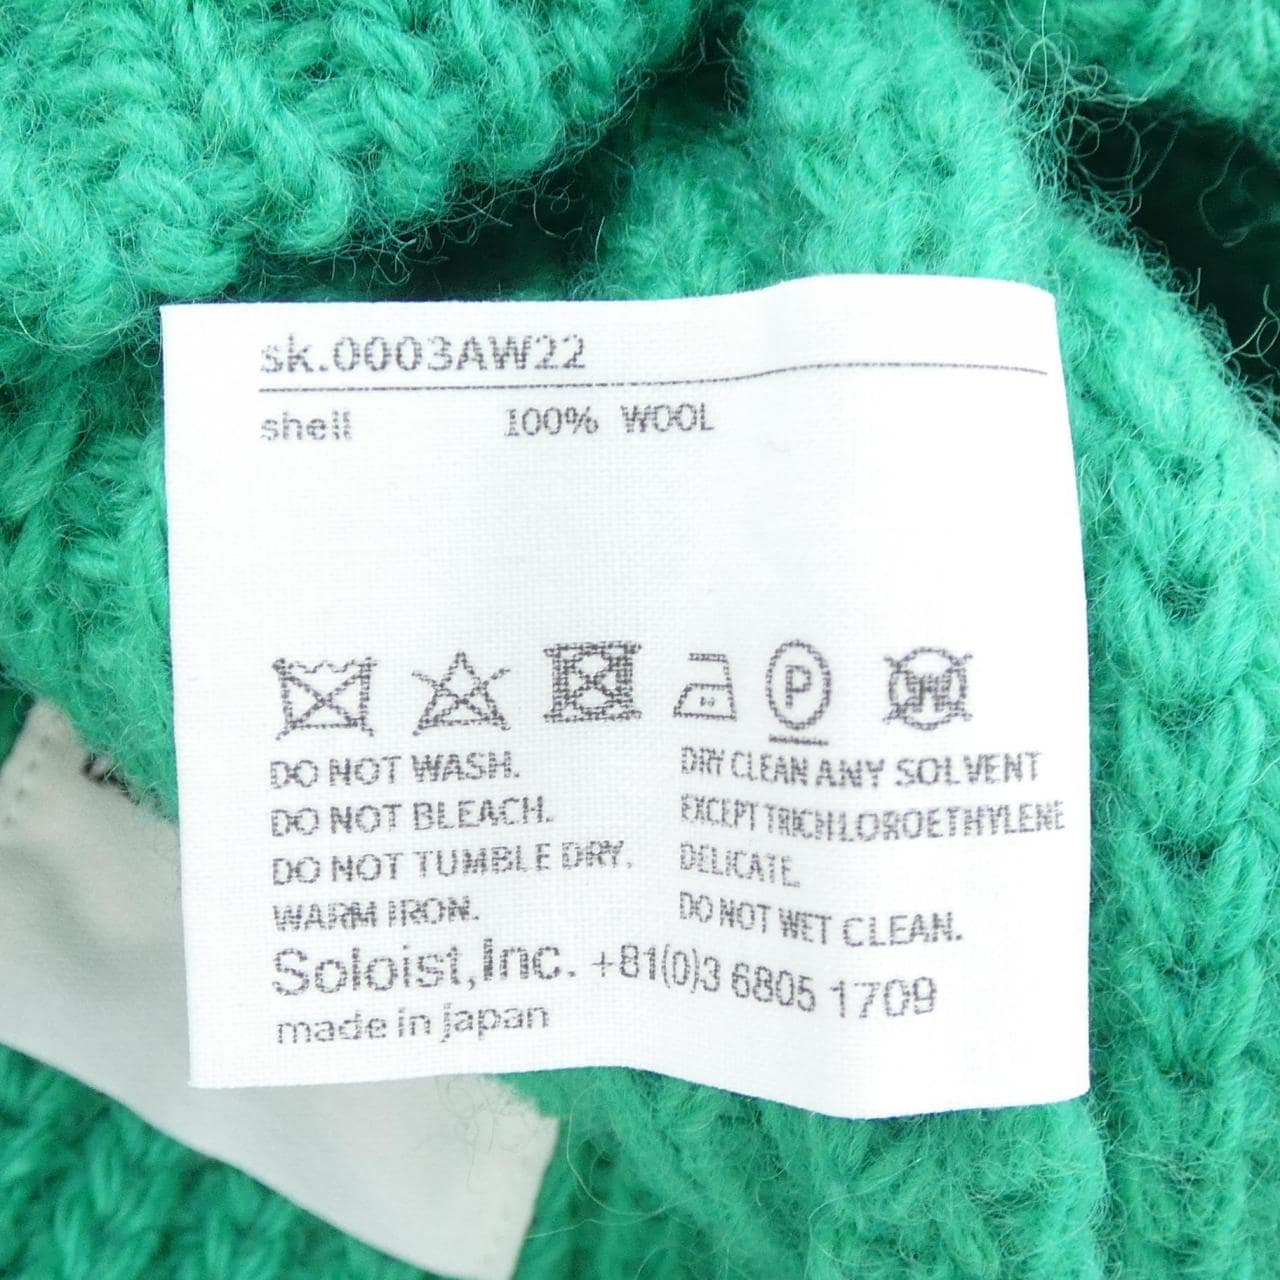 sk.0003AW22
shell 100% WOOL
P W
DO NOT WASH.
DO NOT BLEACH.
DO NOT TUMBLE DRY.
WARM IRON.
DRY CLEAN ANY SOLVENT
EXCEPT TRICHLOROETHYLENE
DELICATE.
DO NOT WET CLEAN.
Soloist,Inc. +81(0)3 6805 1709
made in japan